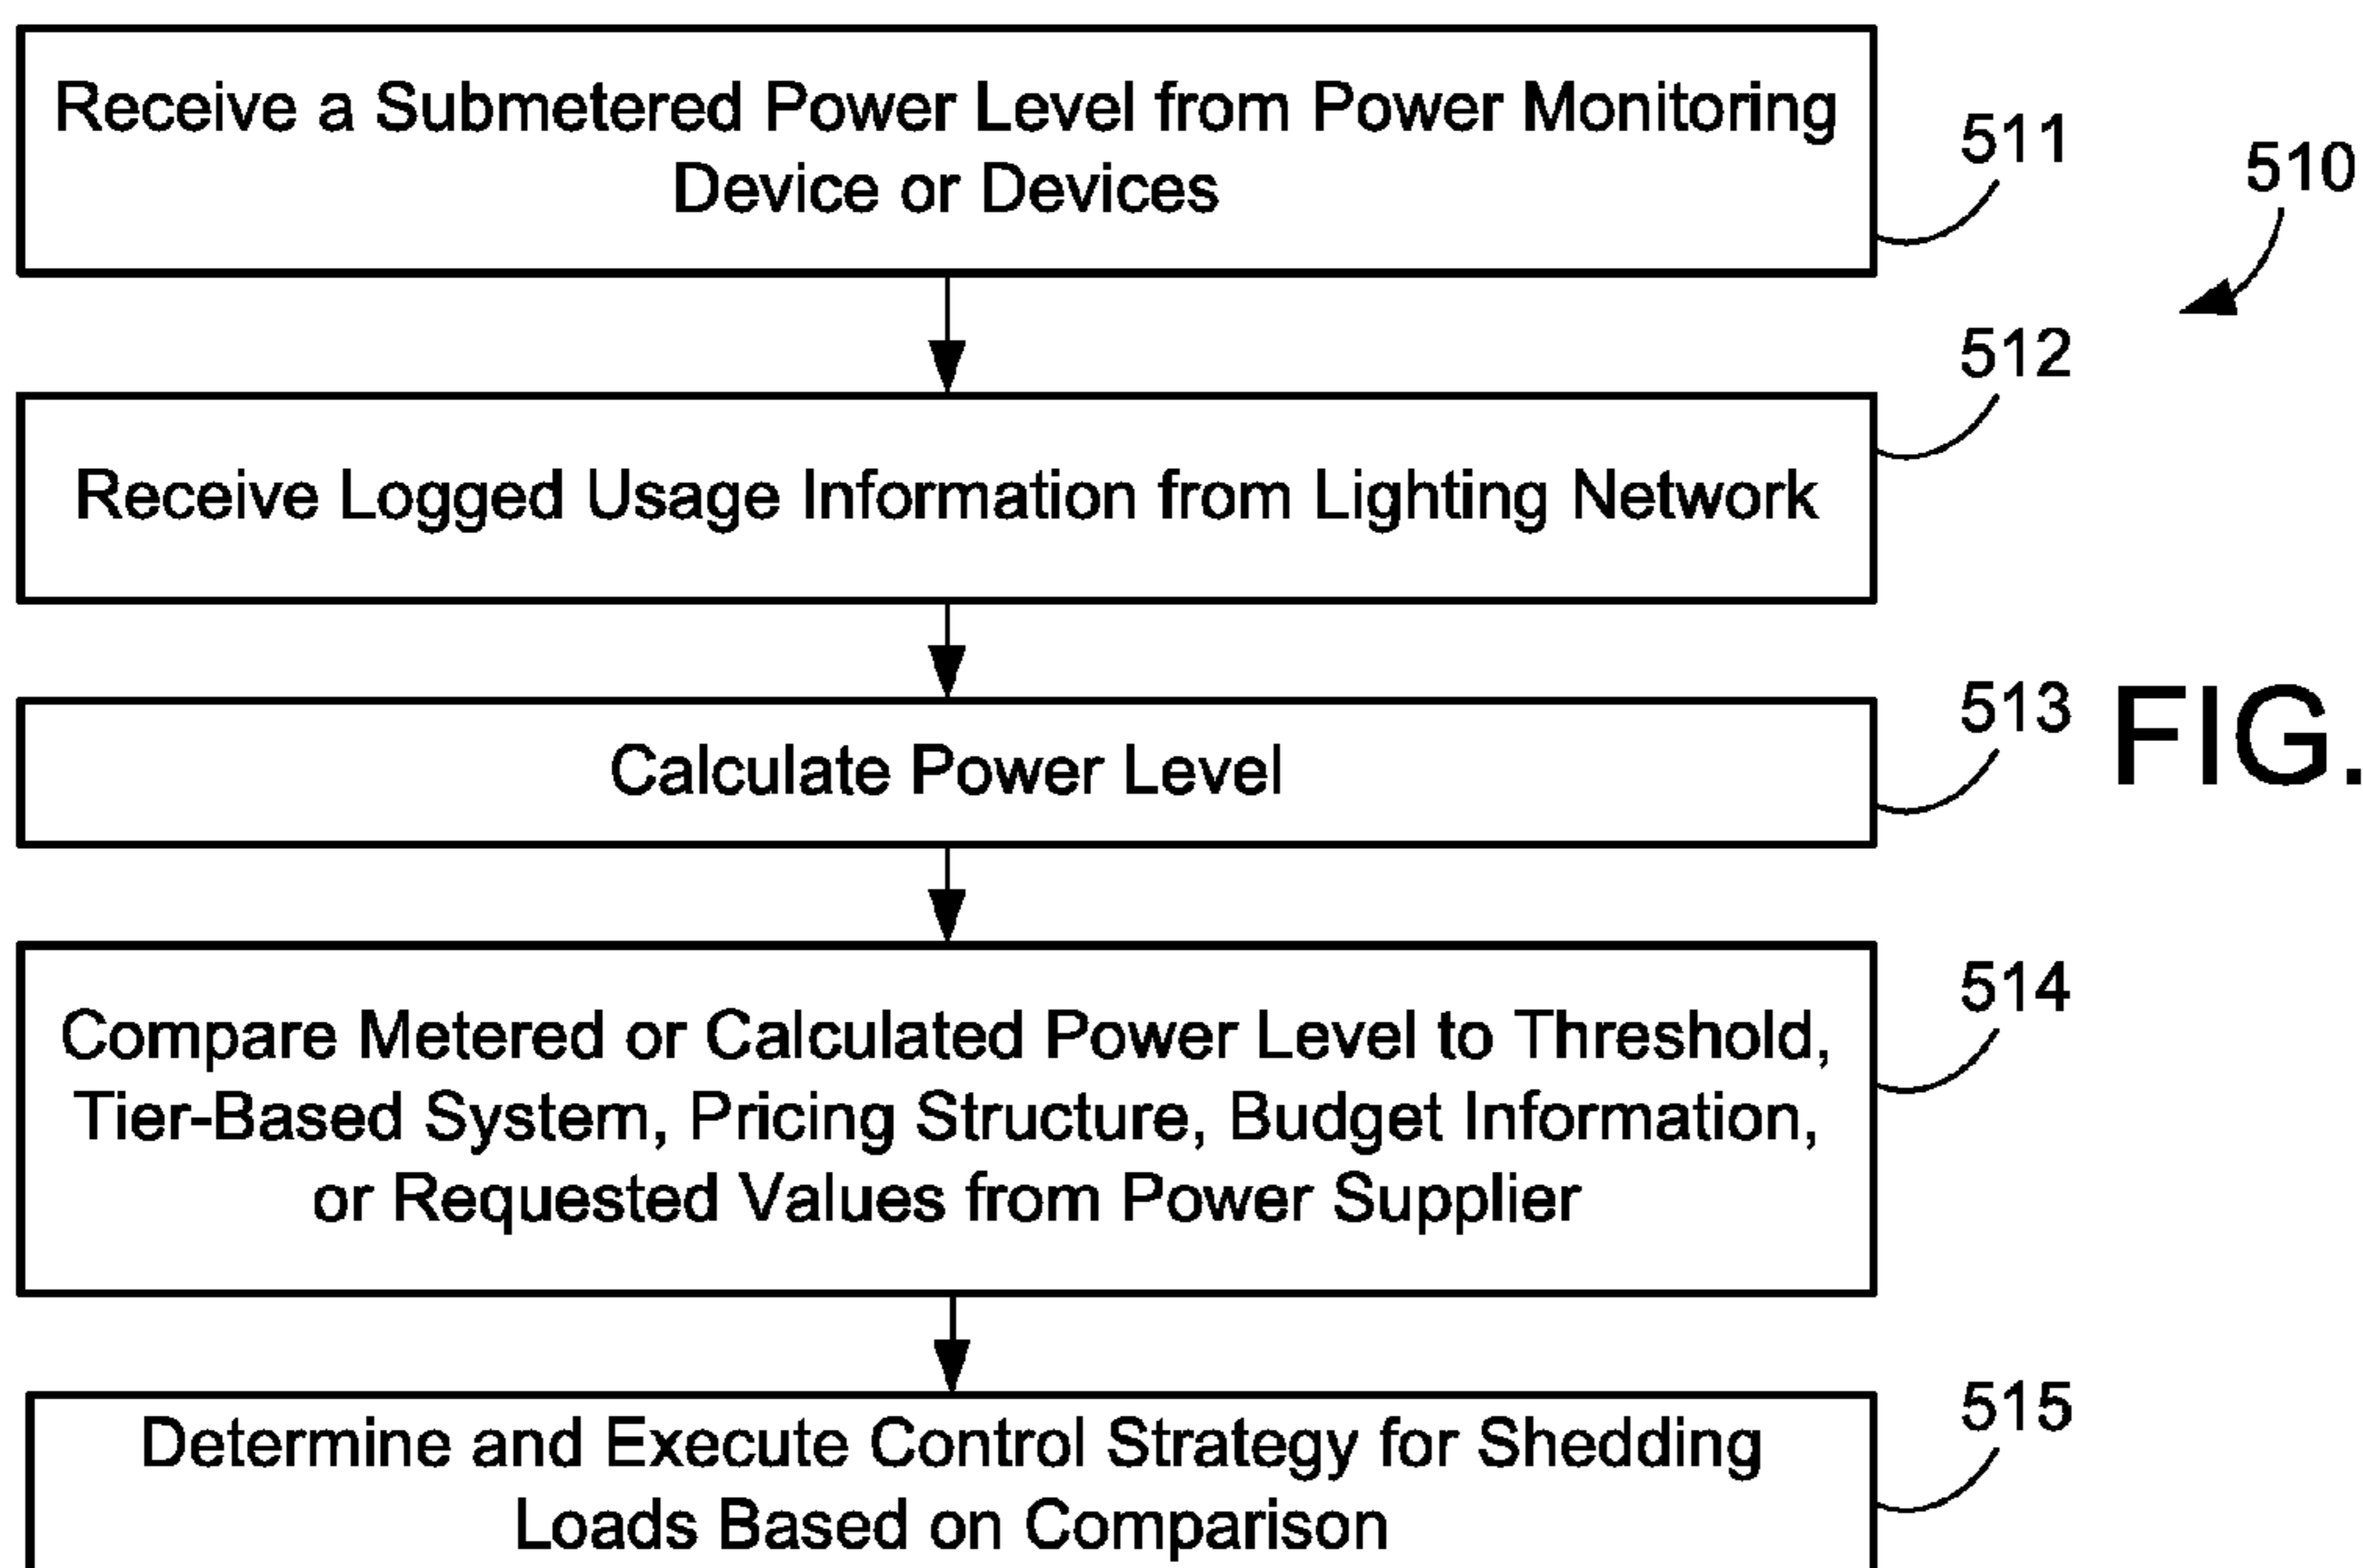 Receive a Submetered Power Level from Power Monitoring
Device or Devices
511
510
512
Receive Logged Usage Information from Lighting Network
513
FIG.
Calculate Power Level
514
Compare Metered or Calculated Power Level to Threshold,
Tier-Based System, Pricing Structure, Budget Information,
or Requested Values from Power Supplier
515
Determine and Execute Control Strategy for Shedding
Loads Based on Comparison